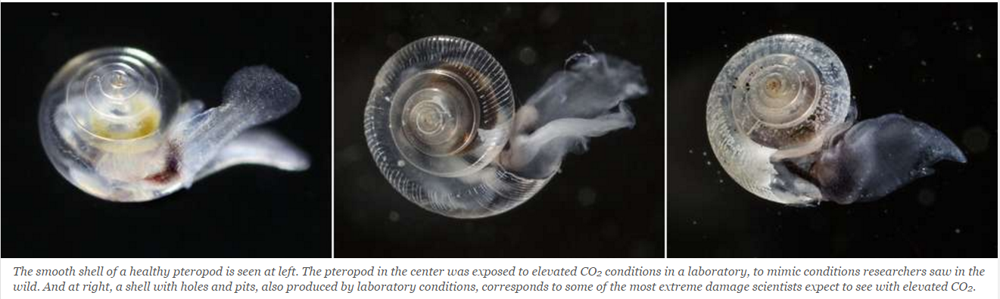 The smooth shell of a healthy pteropod is seen at left. The pteropod in the center was exposed to elevated CO₂ conditions in a laboratory, to mimic conditions researchers saw in the
wild. And at right, a shell with holes and pits, also produced by laboratory conditions, corresponds to some of the most extreme damage scientists expect to see with elevated CO₂.